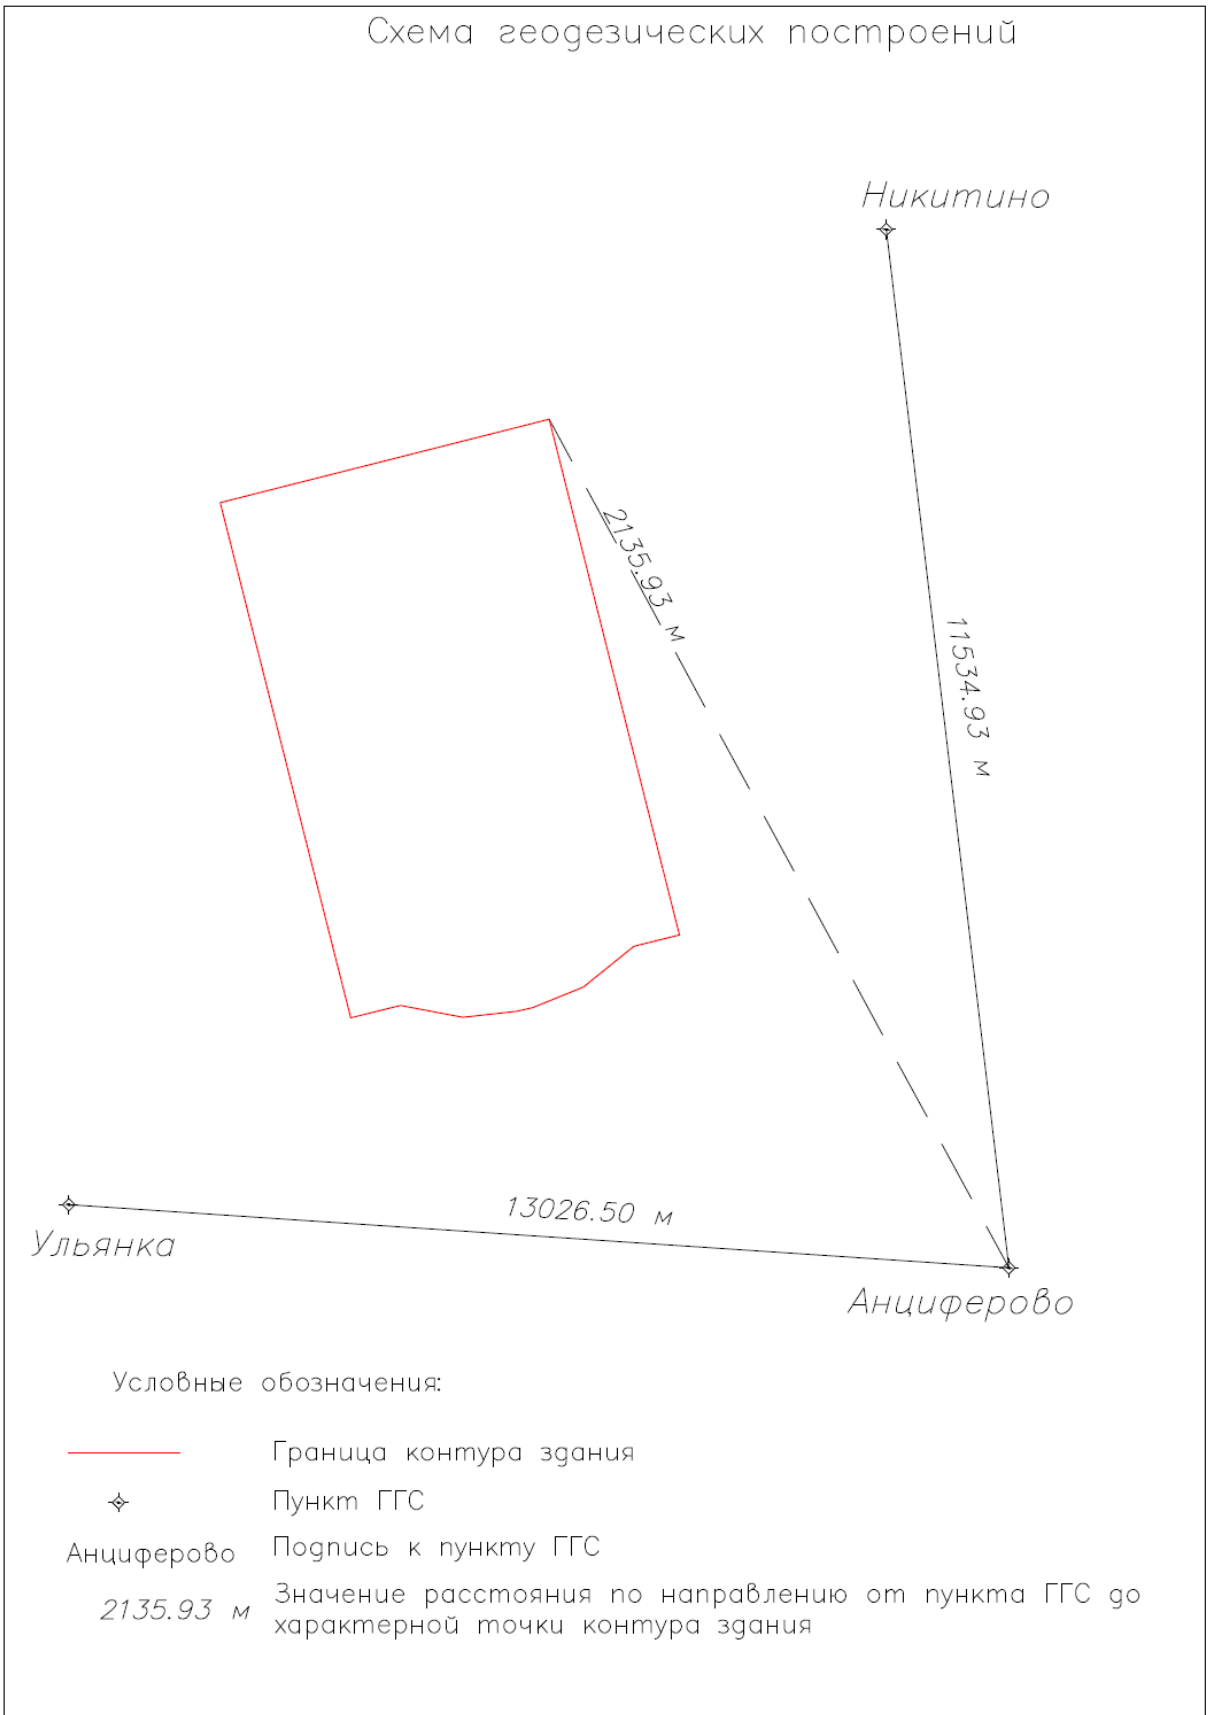 Схема геодезических построений
Никитино
2135.93 м
11534.93 м
13026.50 м
Ульянка
Анциферово
Условные обозначения:
Граница контура здания
Пункт ГГС
Анциферово Подпись к пункту ГГС
2135.93 м Значение расстояния по направлению от пункта ГГС до
характерной точки контура здания